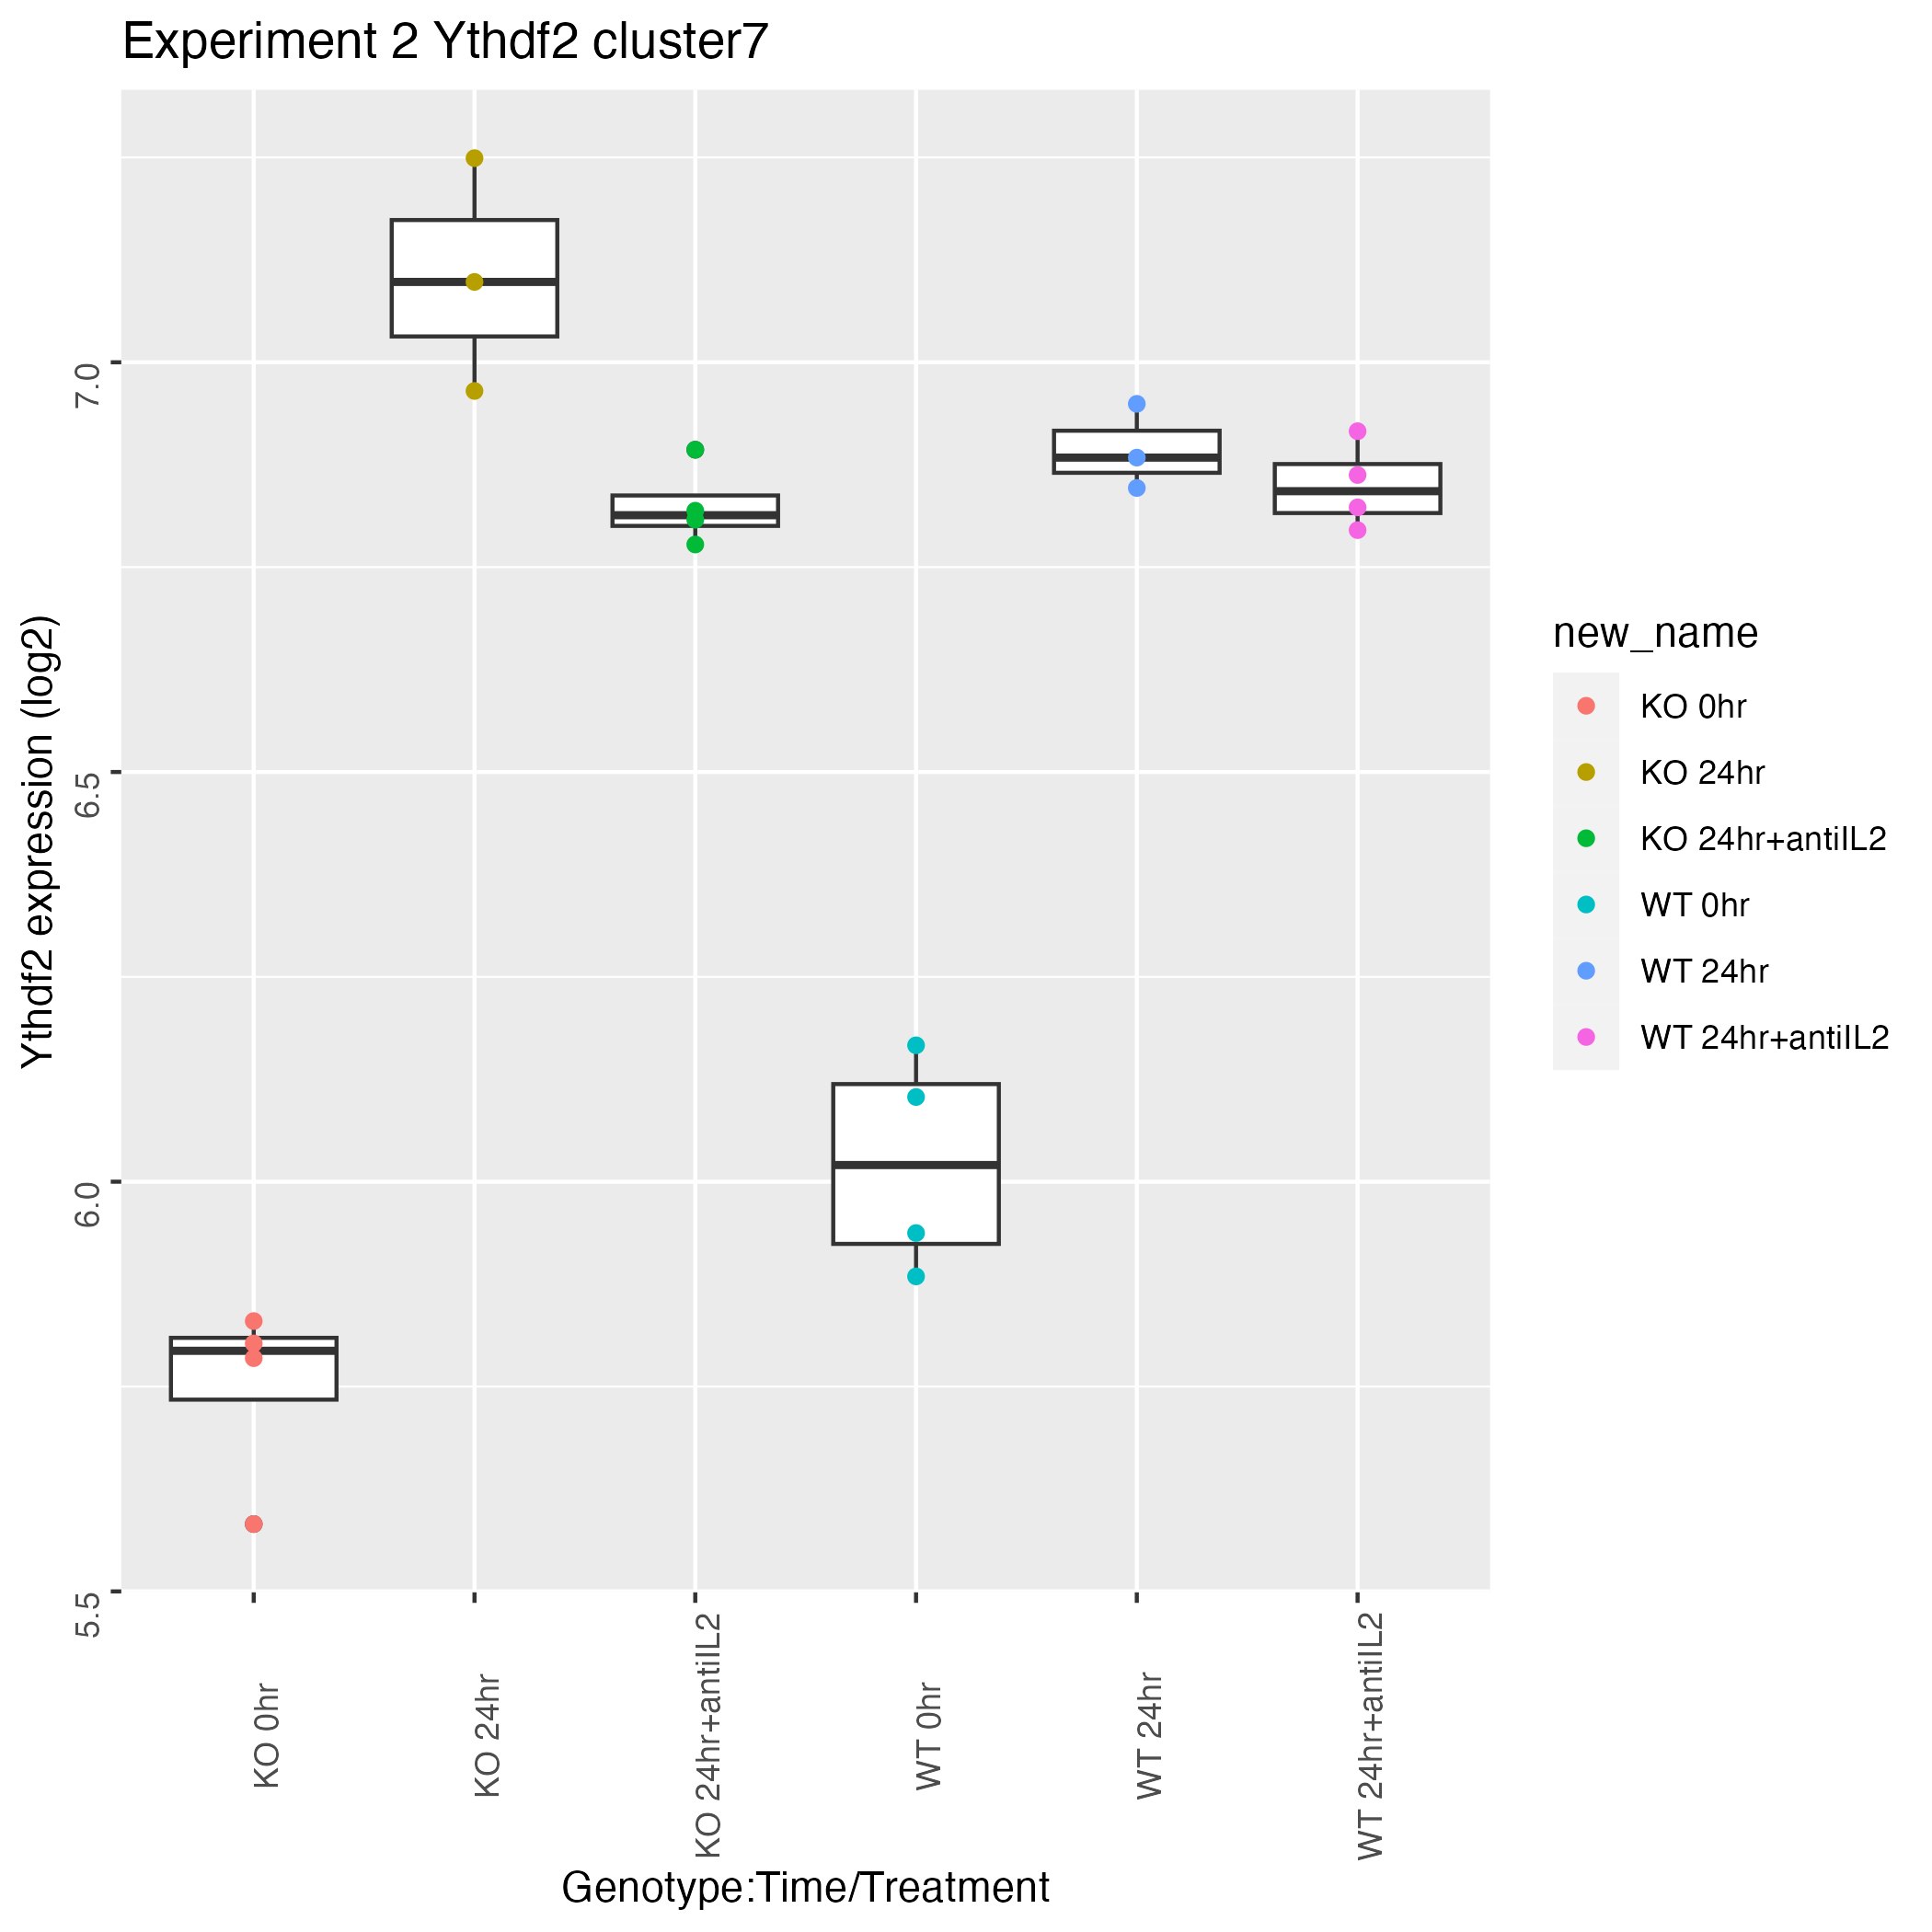 Experiment 2 Ythdf2 cluster7
Ythdf2 expression (log2)
7.0
6.5
6.0
5.5
KO 0hr
KO 24hr
KO 24hr+antiIL2
WT 0hr
WT 24hr
WT 24hr+antiIL2
Genotype:Time/Treatment
new_name
KO 0hr
KO 24hr
KO 24hr+antiIL2
WT 0hr
WT 24hr
WT 24hr+antiIL2